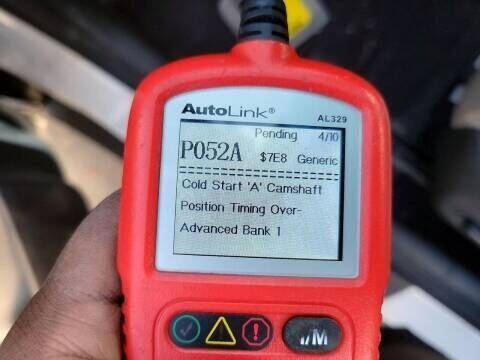 AutoLink®
AL329
Pending 4/10
P052A $7E8 Generic
Cold Start 'A' Camshaft
Position Timing Over-
Advanced Bank 1
I/M